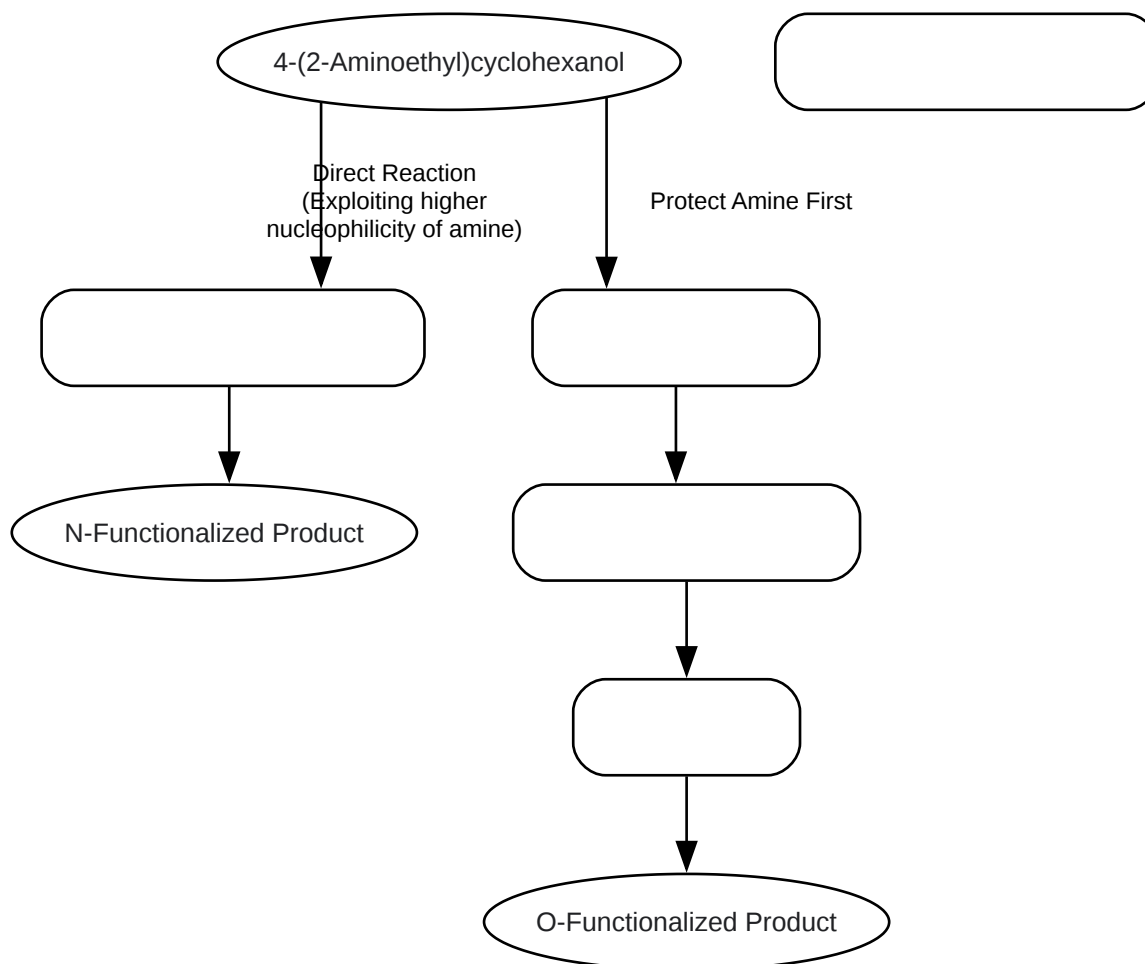 4-(2-Aminoethyl)cyclohexanol
Direct Reaction
(Exploiting higher
nucleophilicity of amine)
Protect Amine First
N-Functionalized Product
O-Functionalized Product